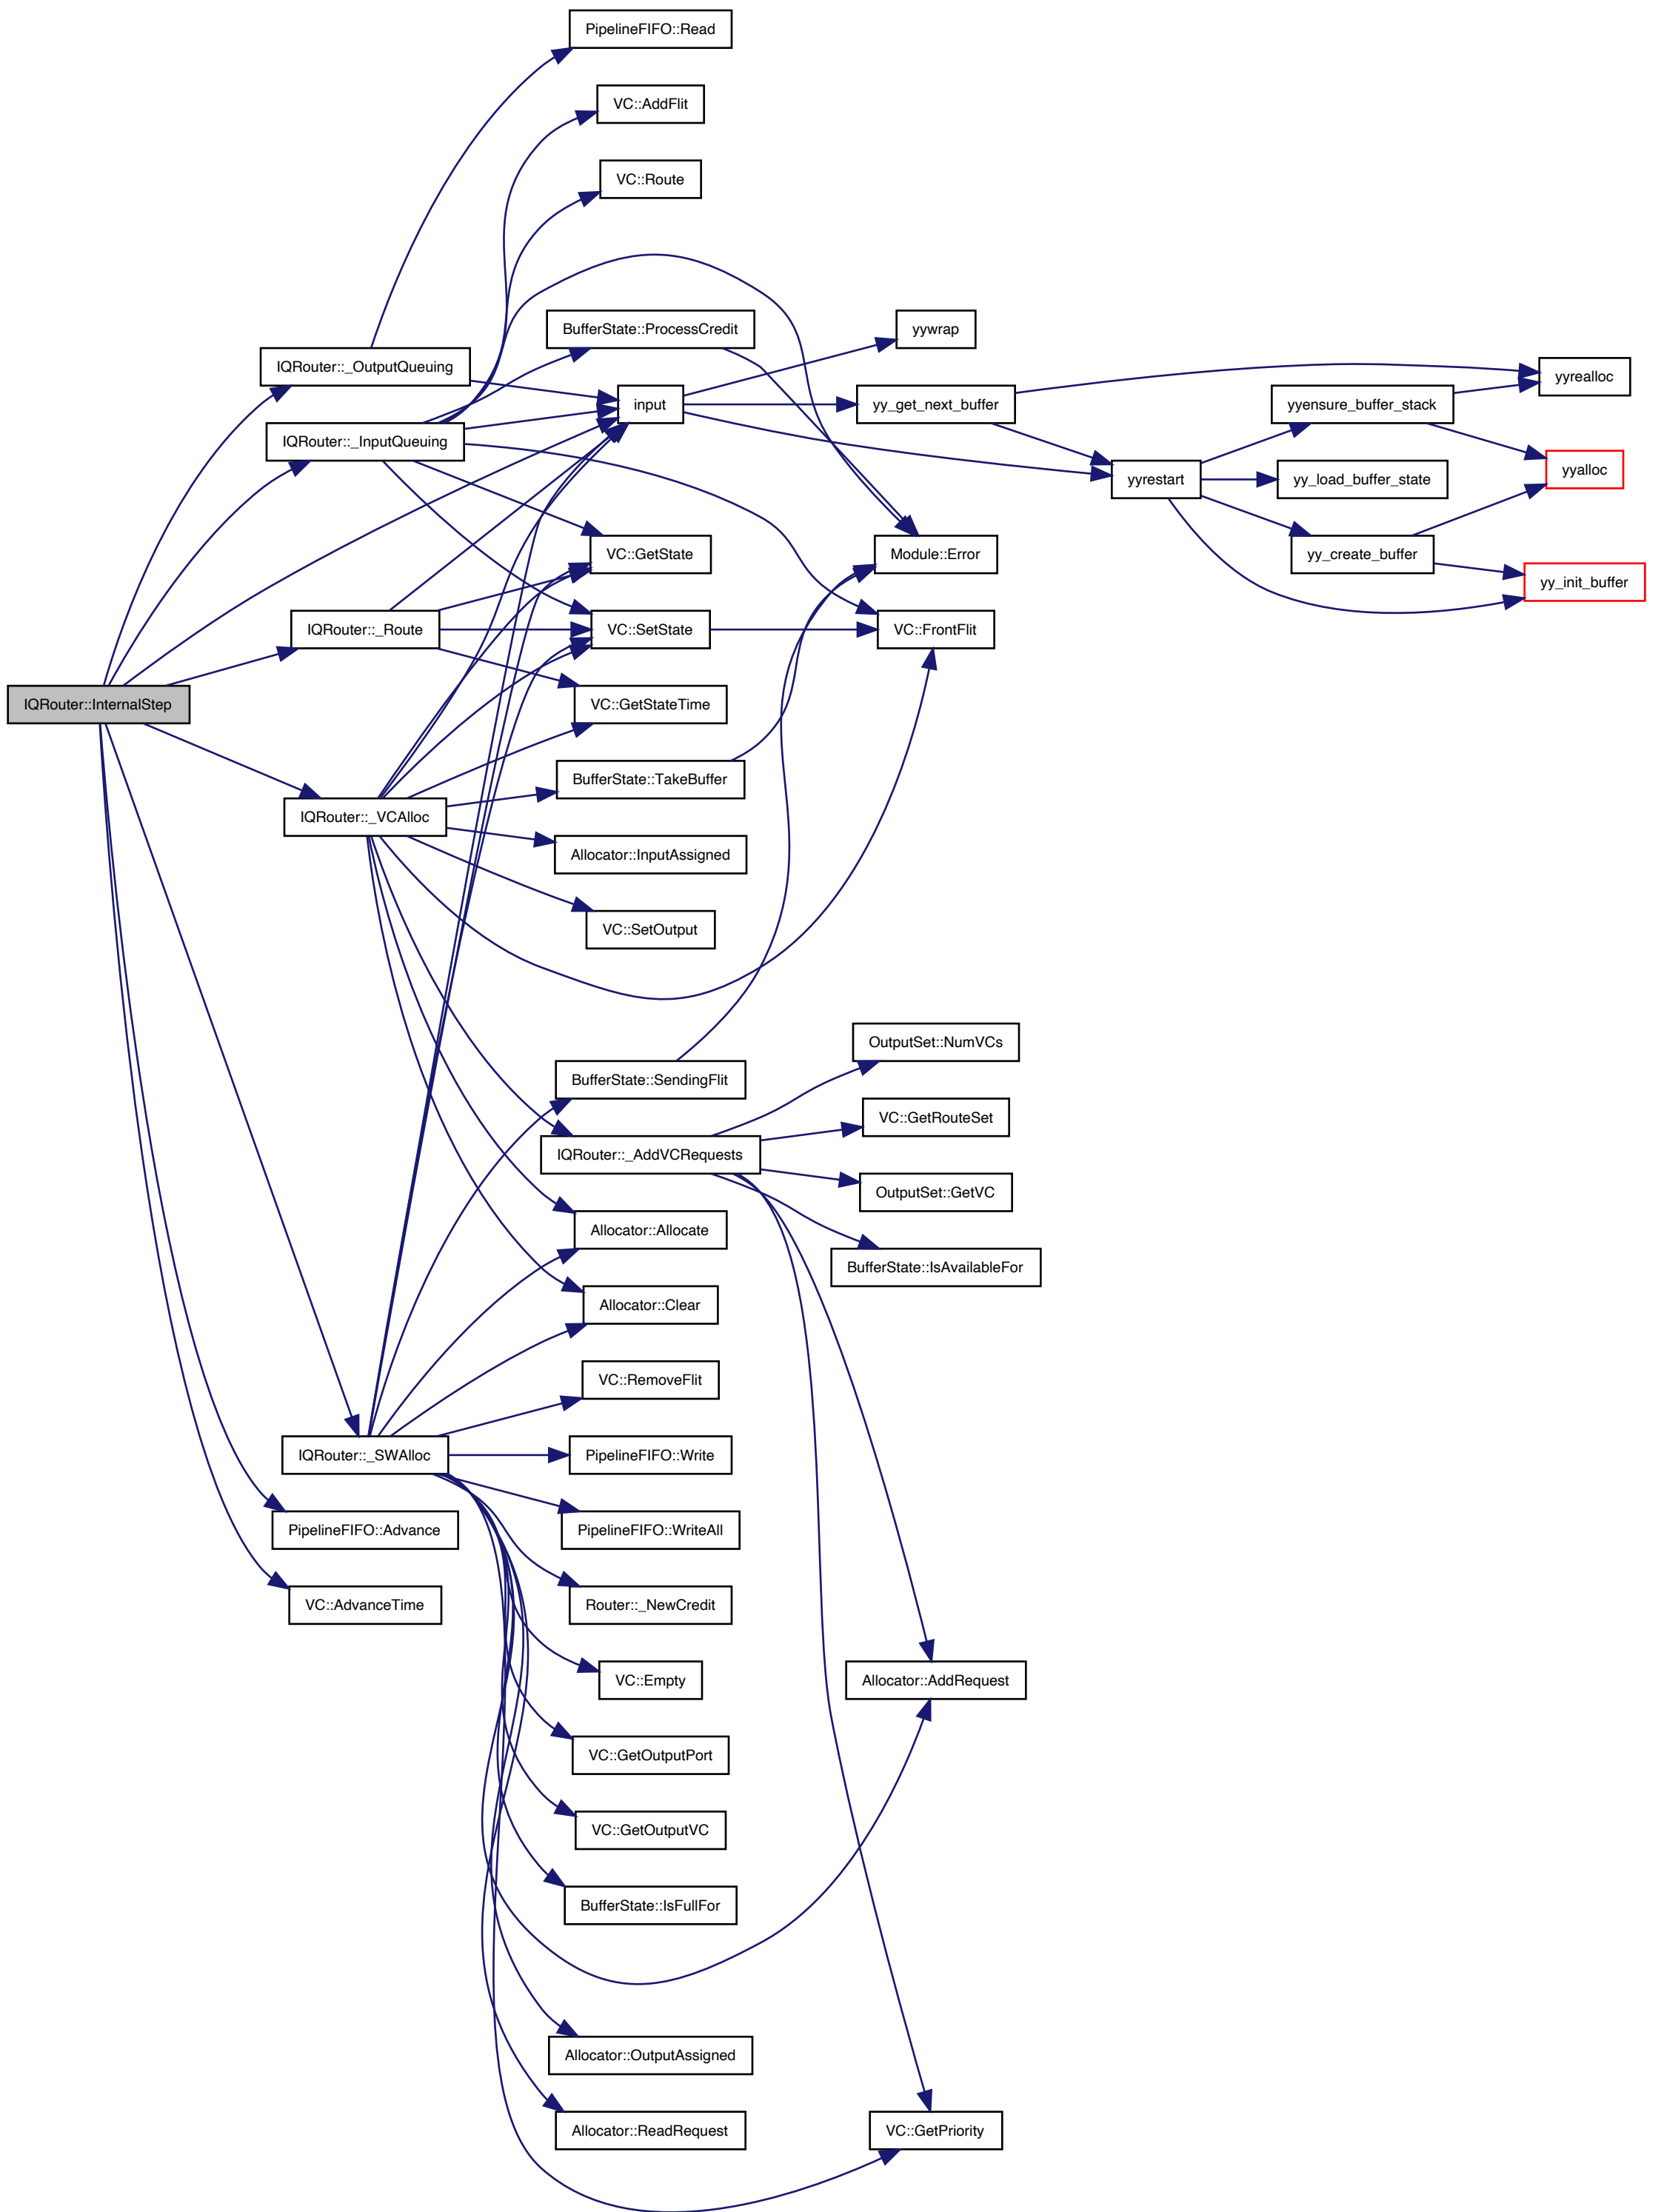 PipelineFIFO::Read
VC::AddFlit
VC::Route
BufferState::ProcessCredit
yywrap
IQRouter::_OutputQueuing
yyrealloc
input
yy_get_next_buffer
yyensure_buffer_stack
IQRouter::_InputQueuing
yyalloc
yyrestart
yy_load_buffer_state
VC::GetState
Module::Error
yy_create_buffer
yy_init_buffer
IQRouter::_Route
VC::SetState
VC::FrontFlit
IQRouter::InternalStep
VC::GetStateTime
BufferState::TakeBuffer
IQRouter::_VCAlloc
Allocator::InputAssigned
VC::SetOutput
OutputSet::NumVCs
BufferState::SendingFlit
VC::GetRouteSet
IQRouter::_AddVCRequests
OutputSet::GetVC
Allocator::Allocate
BufferState::IsAvailableFor
Allocator::Clear
VC::RemoveFlit
IQRouter::_SWAlloc
PipelineFIFO::Write
PipelineFIFO::Advance
PipelineFIFO::WriteAll
VC::AdvanceTime
Router::_NewCredit
VC::Empty
Allocator::AddRequest
VC::GetOutputPort
VC::GetOutputVC
BufferState::IsFullFor
Allocator::OutputAssigned
Allocator::ReadRequest
VC::GetPriority